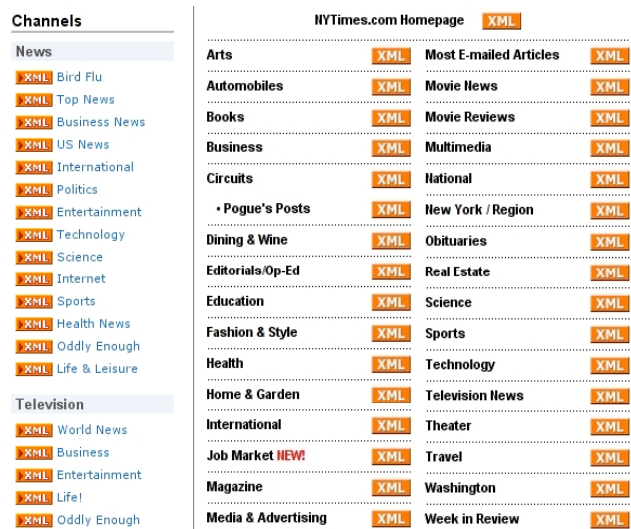 Channels
News
XML Bird Flu
XML Top News
XML Business News
XML US News
XML International
XML Politics
XML Entertainment
XML Technology
XML Science
XML Internet
XML Sports
XML Health News
XML Oddly Enough
XML Life & Leisure
Television
XML World News
XML Business
XML Entertainment
XML Life!
XML Oddly Enough
NYTimes.com Homepage XML
Arts XML Most E-mailed Articles XML
Automobiles XML Movie News XML
Books XML Movie Reviews XML
Business XML Multimedia XML
Circuits XML National XML
• Pogue's Posts XML New York / Region XML
Dining & Wine XML Obituaries XML
Editorials/Op-Ed XML Real Estate XML
Education XML Science XML
Fashion & Style XML Sports XML
Health XML Technology XML
Home & Garden XML Television News XML
International XML Theater XML
Job Market NEW! XML Travel XML
Magazine XML Washington XML
Media & Advertising XML Week in Review XML